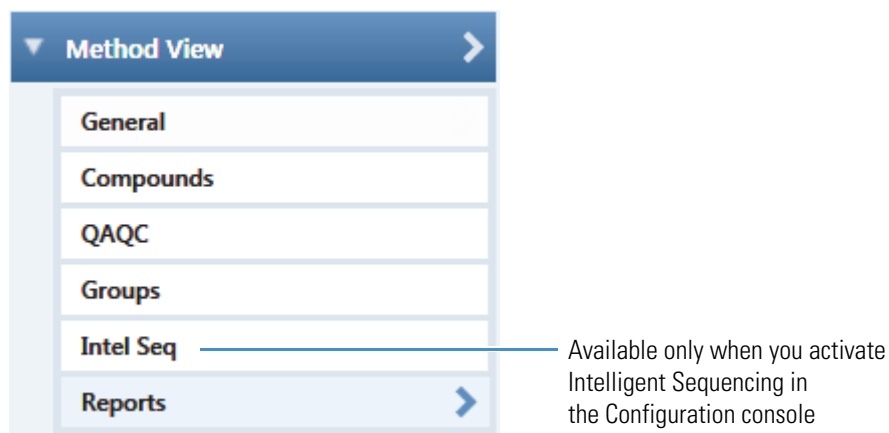 Method View
General
Compounds
QAQC
Groups
Intel Seq
Available only when you activate
Intelligent Sequencing in
the Configuration console
Reports